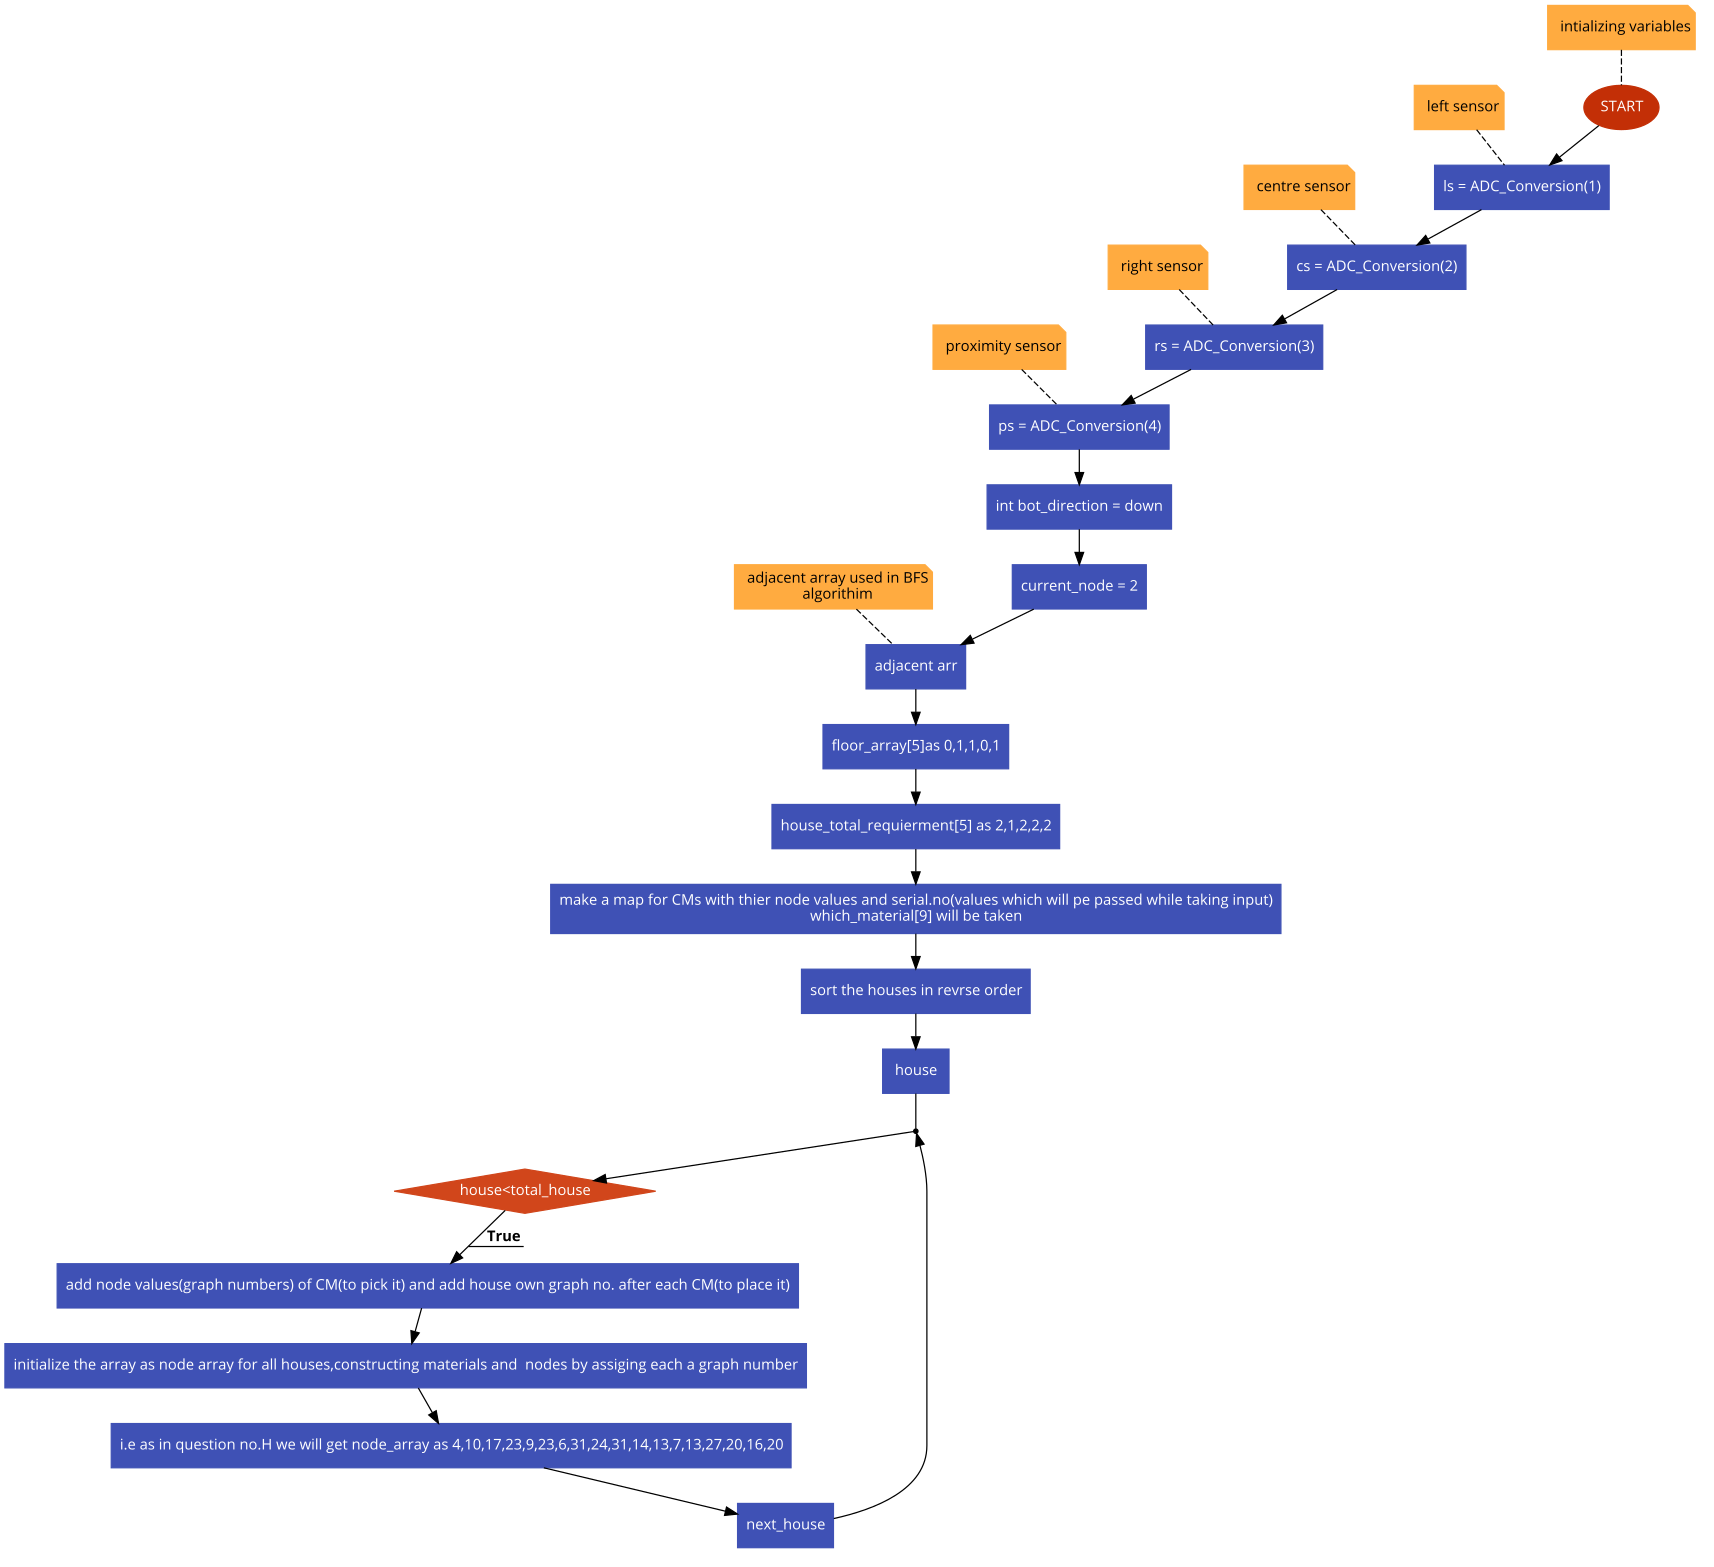 intializing variables
START
left sensor
ls = ADC_Conversion(1)
centre sensor
cs = ADC_Conversion(2)
right sensor
rs = ADC_Conversion(3)
proximity sensor
ps = ADC_Conversion(4)
int bot_direction = down
current_node = 2
adjacent array used in BFS
algorithim
adjacent arr
floor_array[5]as 0,1,1,0,1
house_total_requierment[5] as 2,1,2,2,2
make a map for CMs with thier node values and serial.no(values which will pe passed while taking input)
which_material[9] will be taken
sort the houses in revrse order
house
house<total_house
True
add node values(graph numbers) of CM(to pick it) and add house own graph no. after each CM(to place it)
initialize the array as node array for all houses,constructing materials and  nodes by assiging each a graph number
i.e as in question no.H we will get node_array as 4,10,17,23,9,23,6,31,24,31,14,13,7,13,27,20,16,20
next_house